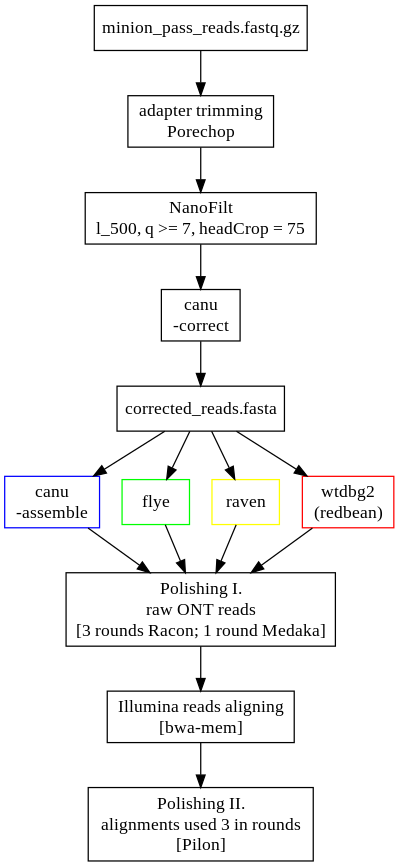 minion_pass_reads.fastq.gz
adapter trimming
Porechop
NanoFilt
l_500, q >= 7, headCrop = 75
canu
-correct
corrected_reads.fasta
canu
-assemble
flye
raven
wtdbg2
(redbean)
Polishing I.
raw ONT reads
[3 rounds Racon; 1 round Medaka]
Illumina reads aligning
[bwa-mem]
Polishing II.
alignments used 3 in rounds
[Pilon]